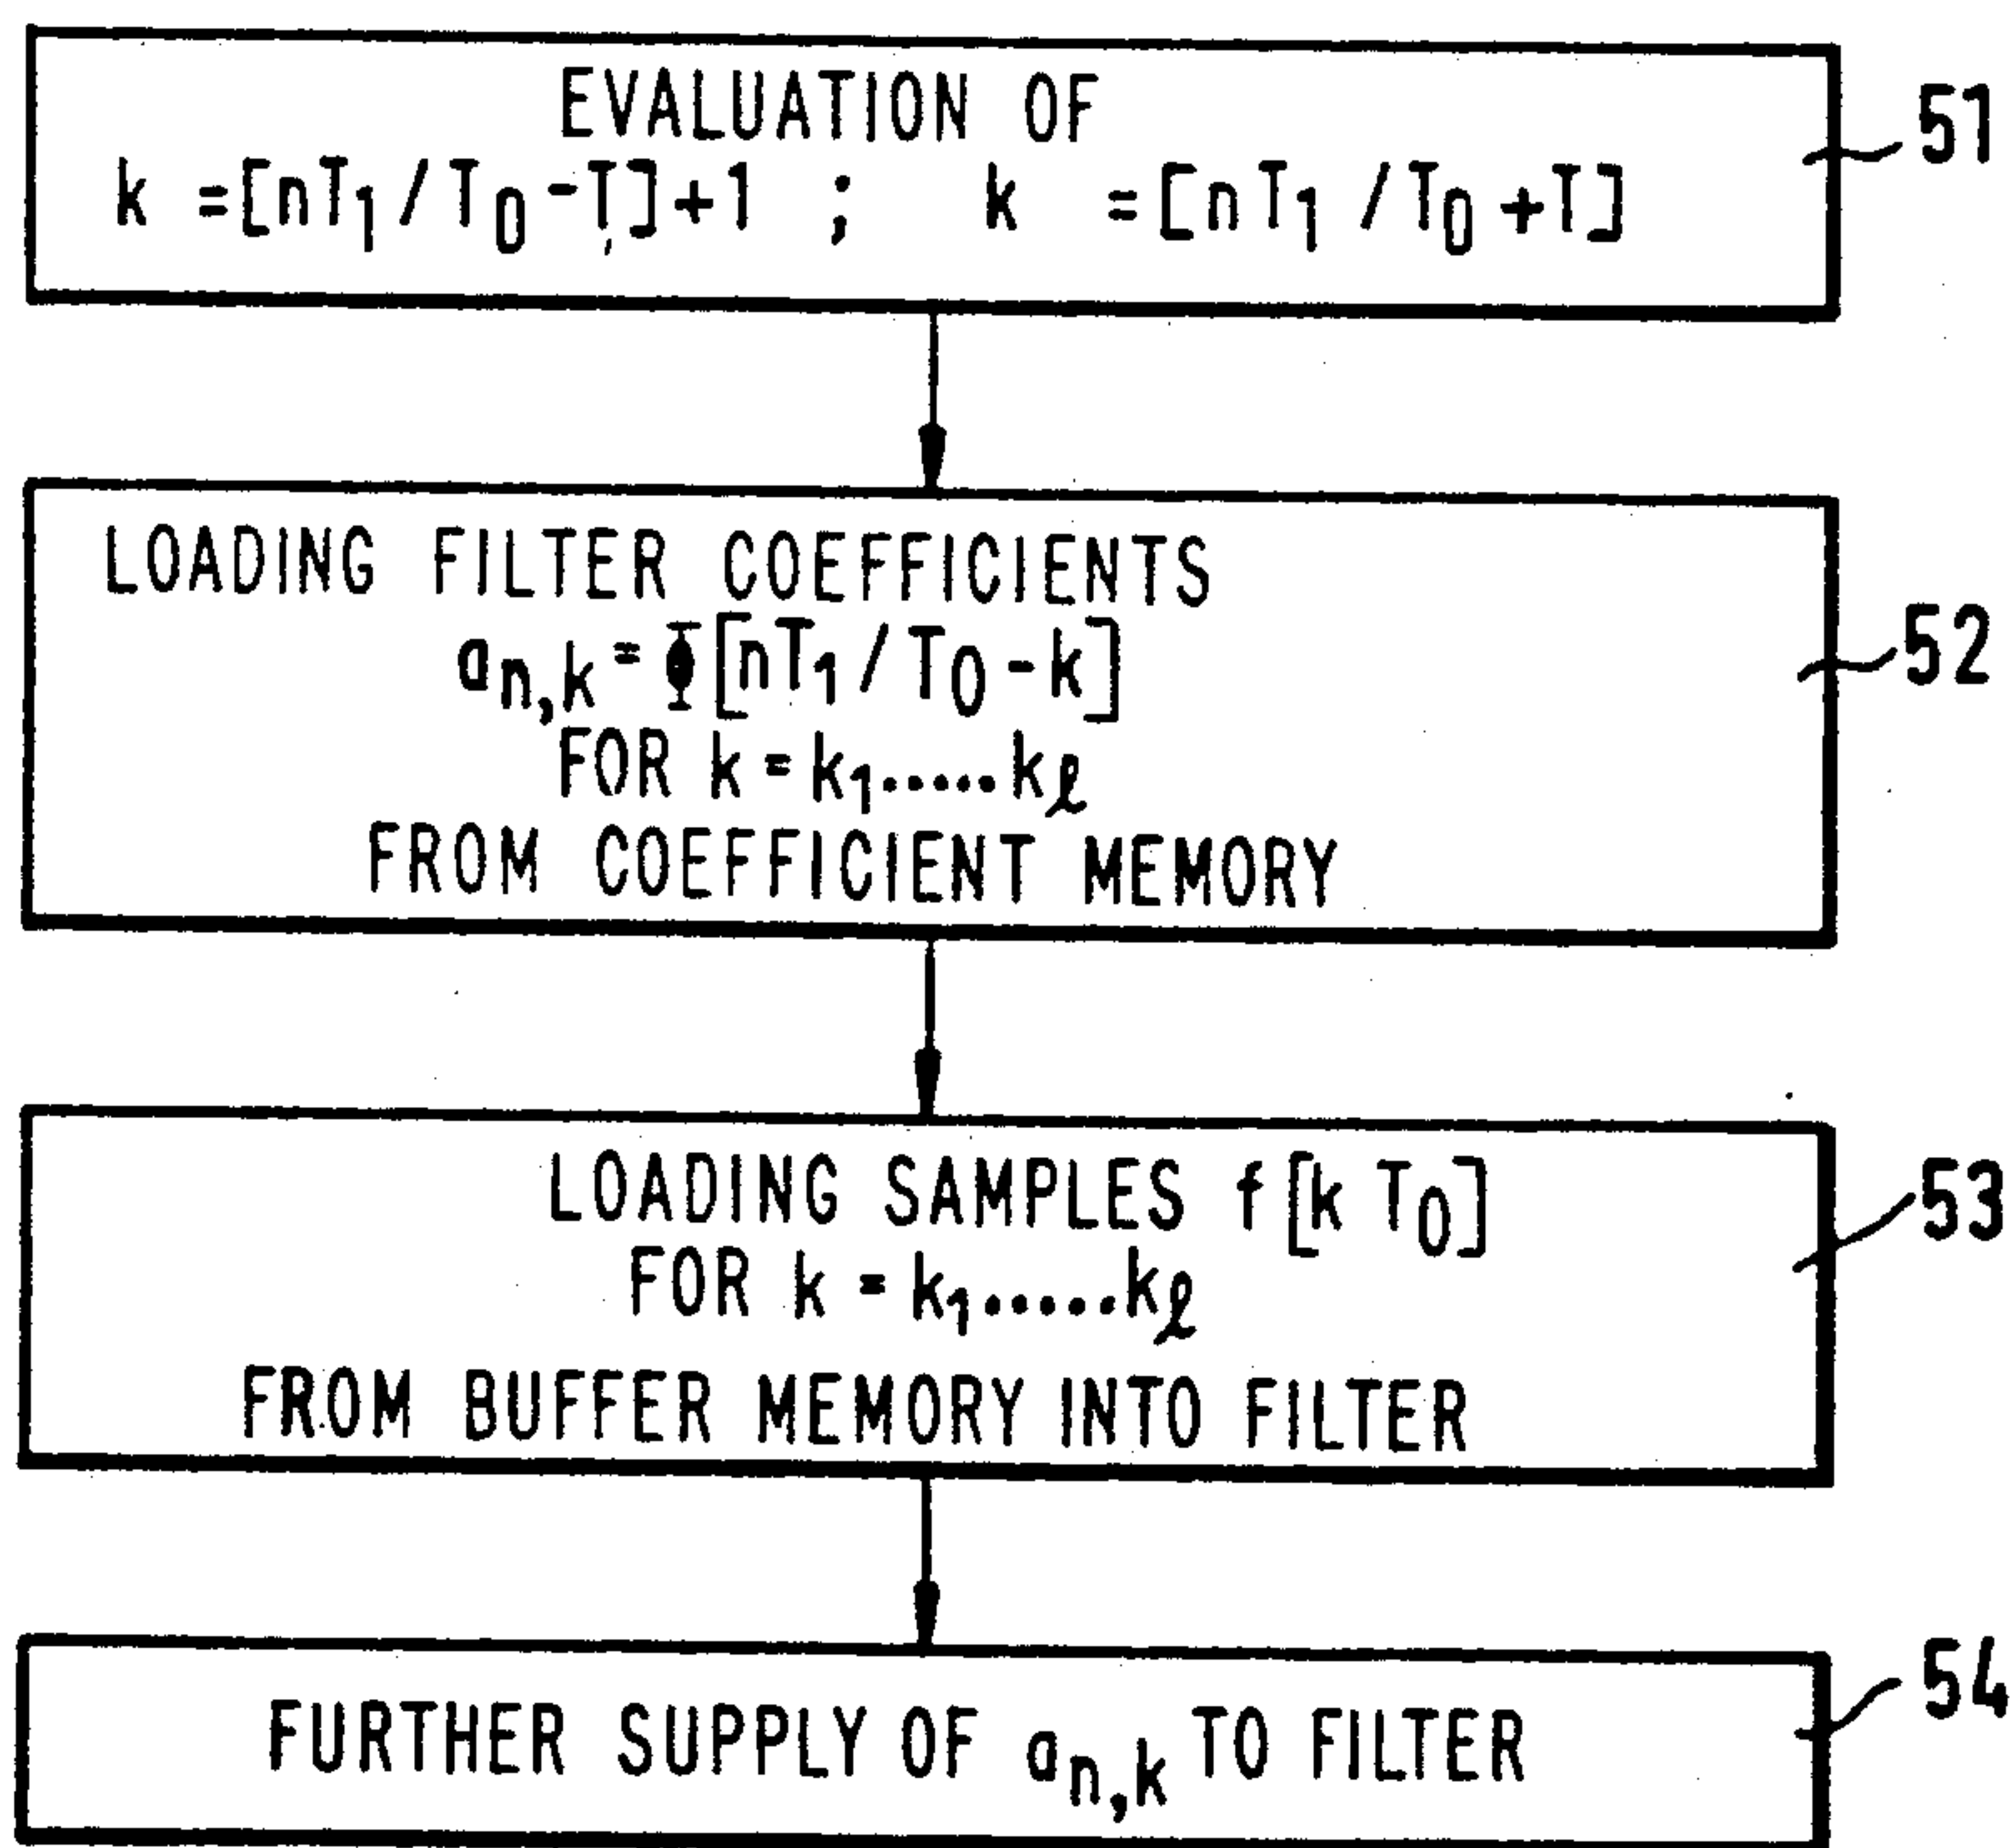 EVALUATION OF
k =[nT₁/T₀-T]+1 ; k =[nT₁/T₀+T]
51
LOADING FILTER COEFFICIENTS
aₙ,ₖ=Φ[nT₁/T₀-k]
52
FOR k=k₁.....kℓ
FROM COEFFICIENT MEMORY
LOADING SAMPLES f[k T₀]
53
FOR k=k₁.....kℓ
FROM BUFFER MEMORY INTO FILTER
FURTHER SUPPLY OF aₙ,ₖ TO FILTER
54